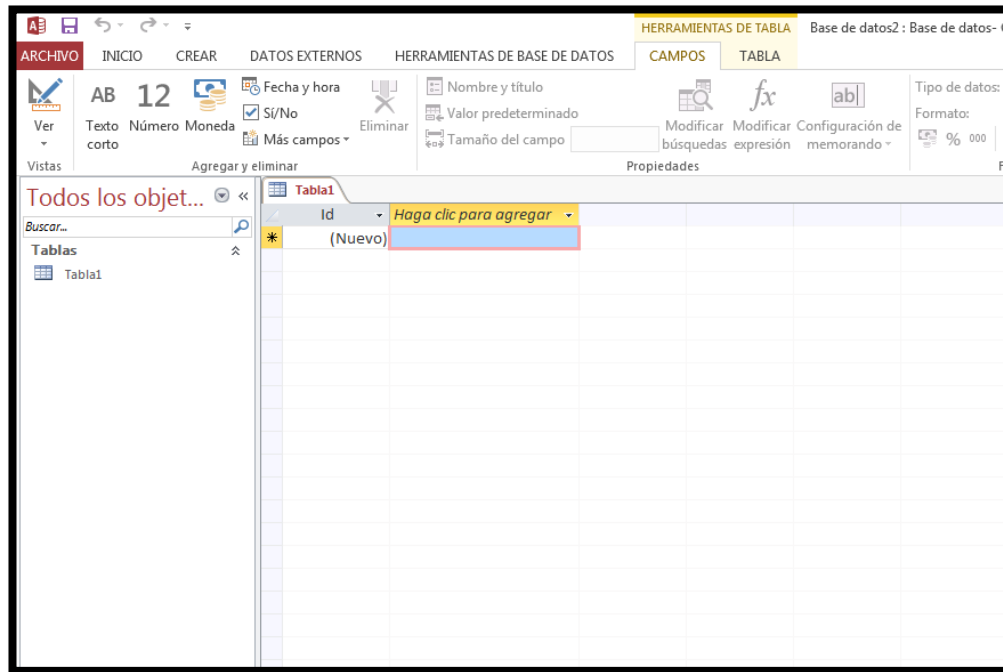 HERRAMIENTAS DE TABLA Base de datos2 : Base de datos-
ARCHIVO INICIO CREAR DATOS EXTERNOS HERRAMIENTAS DE BASE DE DATOS CAMPOS TABLA
Ver
Vistas
AB
Texto corto
12
Número
Moneda
Fecha y hora
Sí/No
Más campos
Eliminar
Agregar y eliminar
Nombre y título
Valor predeterminado
Tamaño del campo
Modificar búsquedas
fx
Modificar expresión
ab|
Configuración de memorando
Propiedades
Tipo de datos:
Formato:
% 000
Todos los objet... «
Buscar...
Tablas
Tabla1
Tabla1
Id Haga clic para agregar
* (Nuevo)